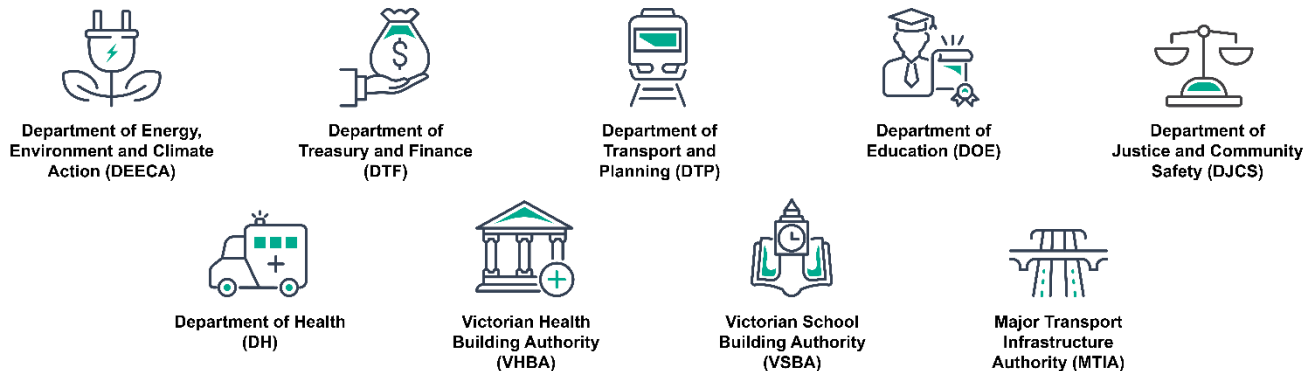 $
Department of Energy,
Environment and Climate
Action (DEECA)
Department of
Treasury and Finance
(DTF)
Department of
Transport and
Planning (DTP)
Department of
Education (DOE)
Department of
Justice and Community
Safety (DJCS)
Department of Health
(DH)
Victorian Health
Building Authority
(VHBA)
Victorian School
Building Authority
(VSBA)
Major Transport
Infrastructure
Authority (MTIA)